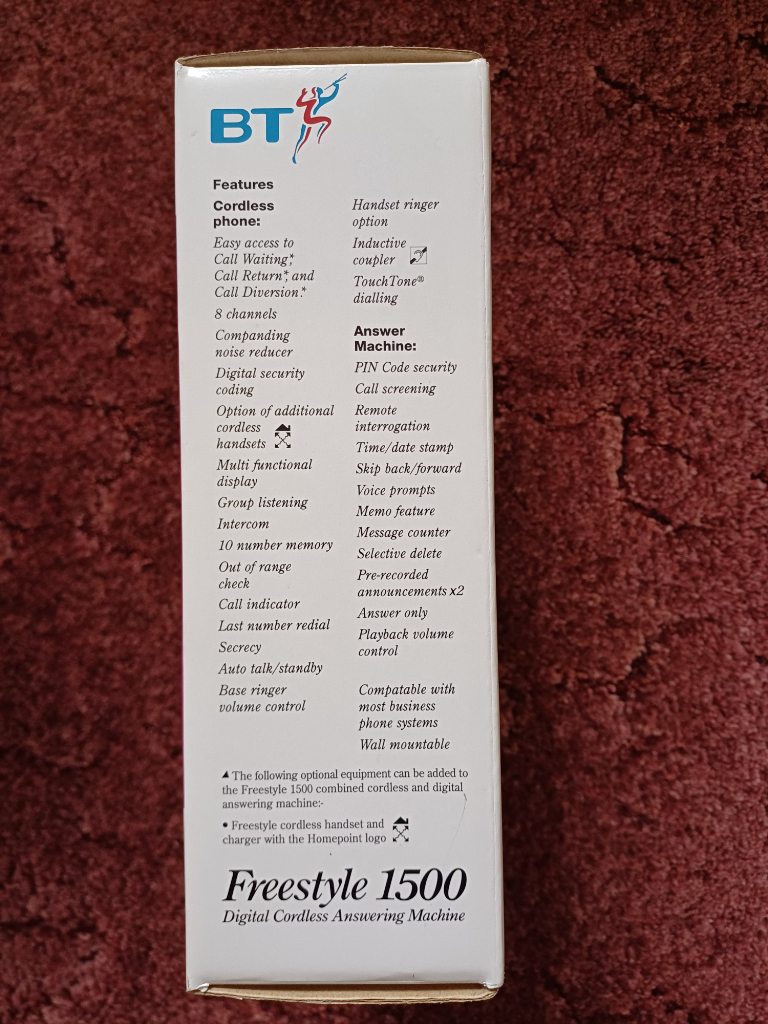 BT
Features
Cordless
phone:
Easy access to
Call Waiting*,
Call Return*, and
Call Diversion.*
8 channels
Companding
noise reducer
Digital security
coding
Option of additional
cordless
handsets
Multi functional
display
Group listening
Intercom
10 number memory
Out of range
check
Call indicator
Last number redial
Secrecy
Auto talk/standby
Base ringer
volume control
Handset ringer
option
Inductive
coupler
TouchTone®
dialling
Answer
Machine:
PIN Code security
Call screening
Remote
interrogation
Time/date stamp
Skip back/forward
Voice prompts
Memo feature
Message counter
Selective delete
Pre-recorded
announcements x2
Answer only
Playback volume
control
Compatable with
most business
phone systems
Wall mountable
▲ The following optional equipment can be added to
the Freestyle 1500 combined cordless and digital
answering machine:-
• Freestyle cordless handset and
charger with the Homepoint logo
Freestyle 1500
Digital Cordless Answering Machine